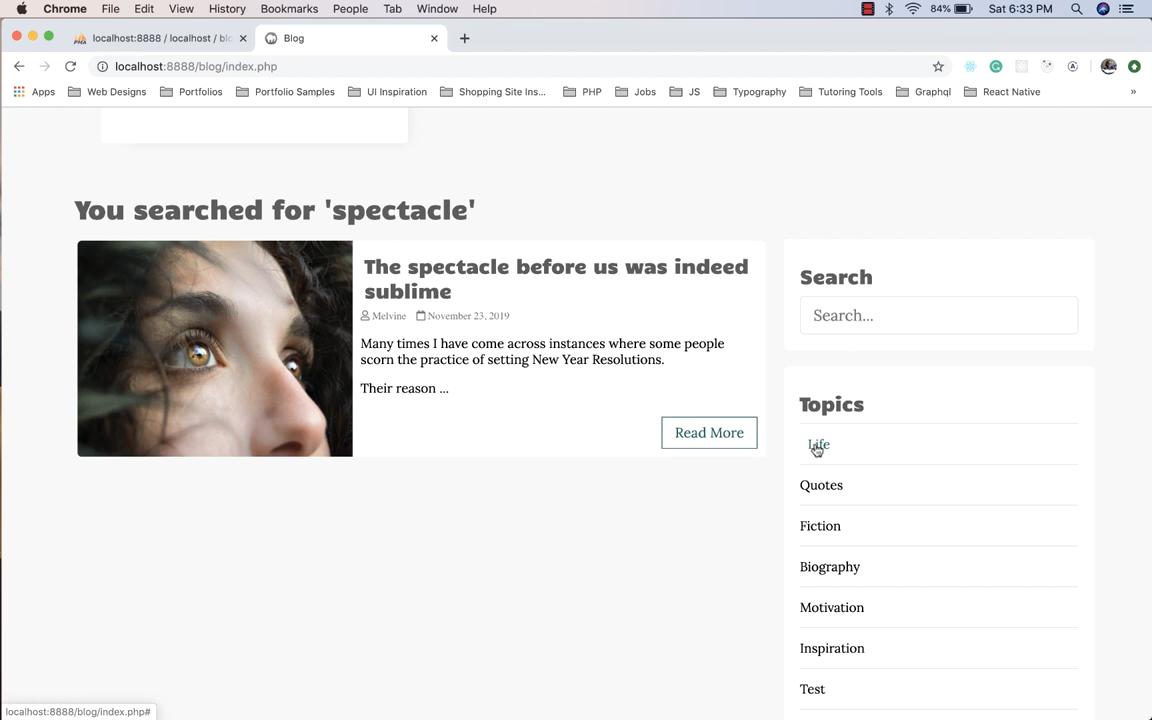 Chrome File Edit View History Bookmarks People Tab Window Help 84% Sat 6:33 PM
localhost:8888 / localhost / blo Blog
localhost:8888/blog/index.php
Apps Web Designs Portfolios Portfolio Samples UI Inspiration Shopping Site Ins... PHP Jobs JS Typography Tutoring Tools Graphql React Native »
You searched for 'spectacle'
The spectacle before us was indeed
sublime
Melvine November 23, 2019
Many times I have come across instances where some people
scorn the practice of setting New Year Resolutions.
Their reason ...
Read More
Search
Search...
Topics
Life
Quotes
Fiction
Biography
Motivation
Inspiration
Test
localhost:8888/blog/index.php#